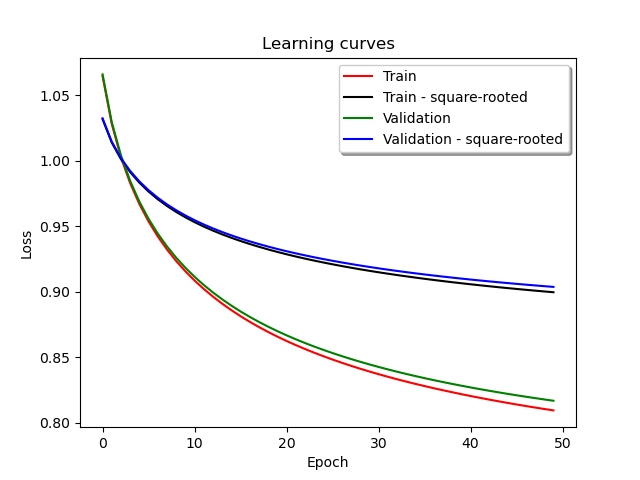 Learning curves
Train
Train - square-rooted
Validation
Validation - square-rooted
1.05
1.00
0.95
0.90
0.85
0.80
Loss
0 10 20 30 40 50
Epoch